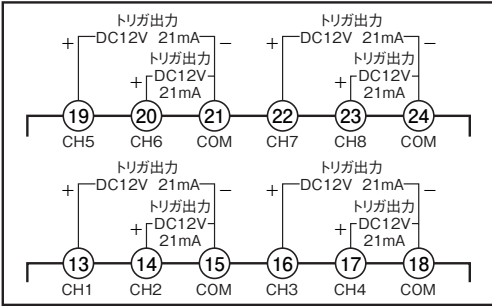 トリガ出力 トリガ出力
+ DC12V 21mA − + DC12V 21mA −
トリガ出力 トリガ出力
+ DC12V + DC12V
21mA 21mA
19 20 21 22 23 24
CH5 CH6 COM CH7 CH8 COM
トリガ出力 トリガ出力
+ DC12V 21mA − + DC12V 21mA −
トリガ出力 トリガ出力
+ DC12V + DC12V
21mA 21mA
13 14 15 16 17 18
CH1 CH2 COM CH3 CH4 COM